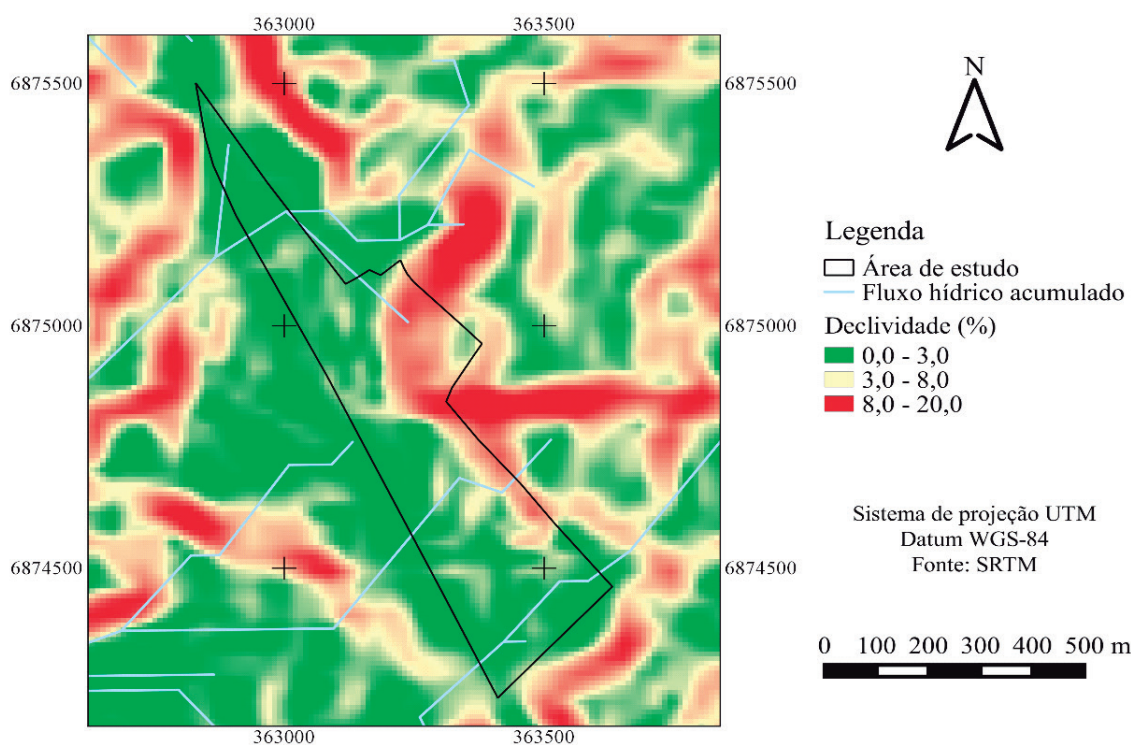 363000 363500
6875500 6875500
6875000 6875000
6874500 6874500
363000 363500
N
Legenda
Área de estudo
Fluxo hídrico acumulado
Declividade (%)
0,0 - 3,0
3,0 - 8,0
8,0 - 20,0
Sistema de projeção UTM
Datum WGS-84
Fonte: SRTM
0 100 200 300 400 500 m